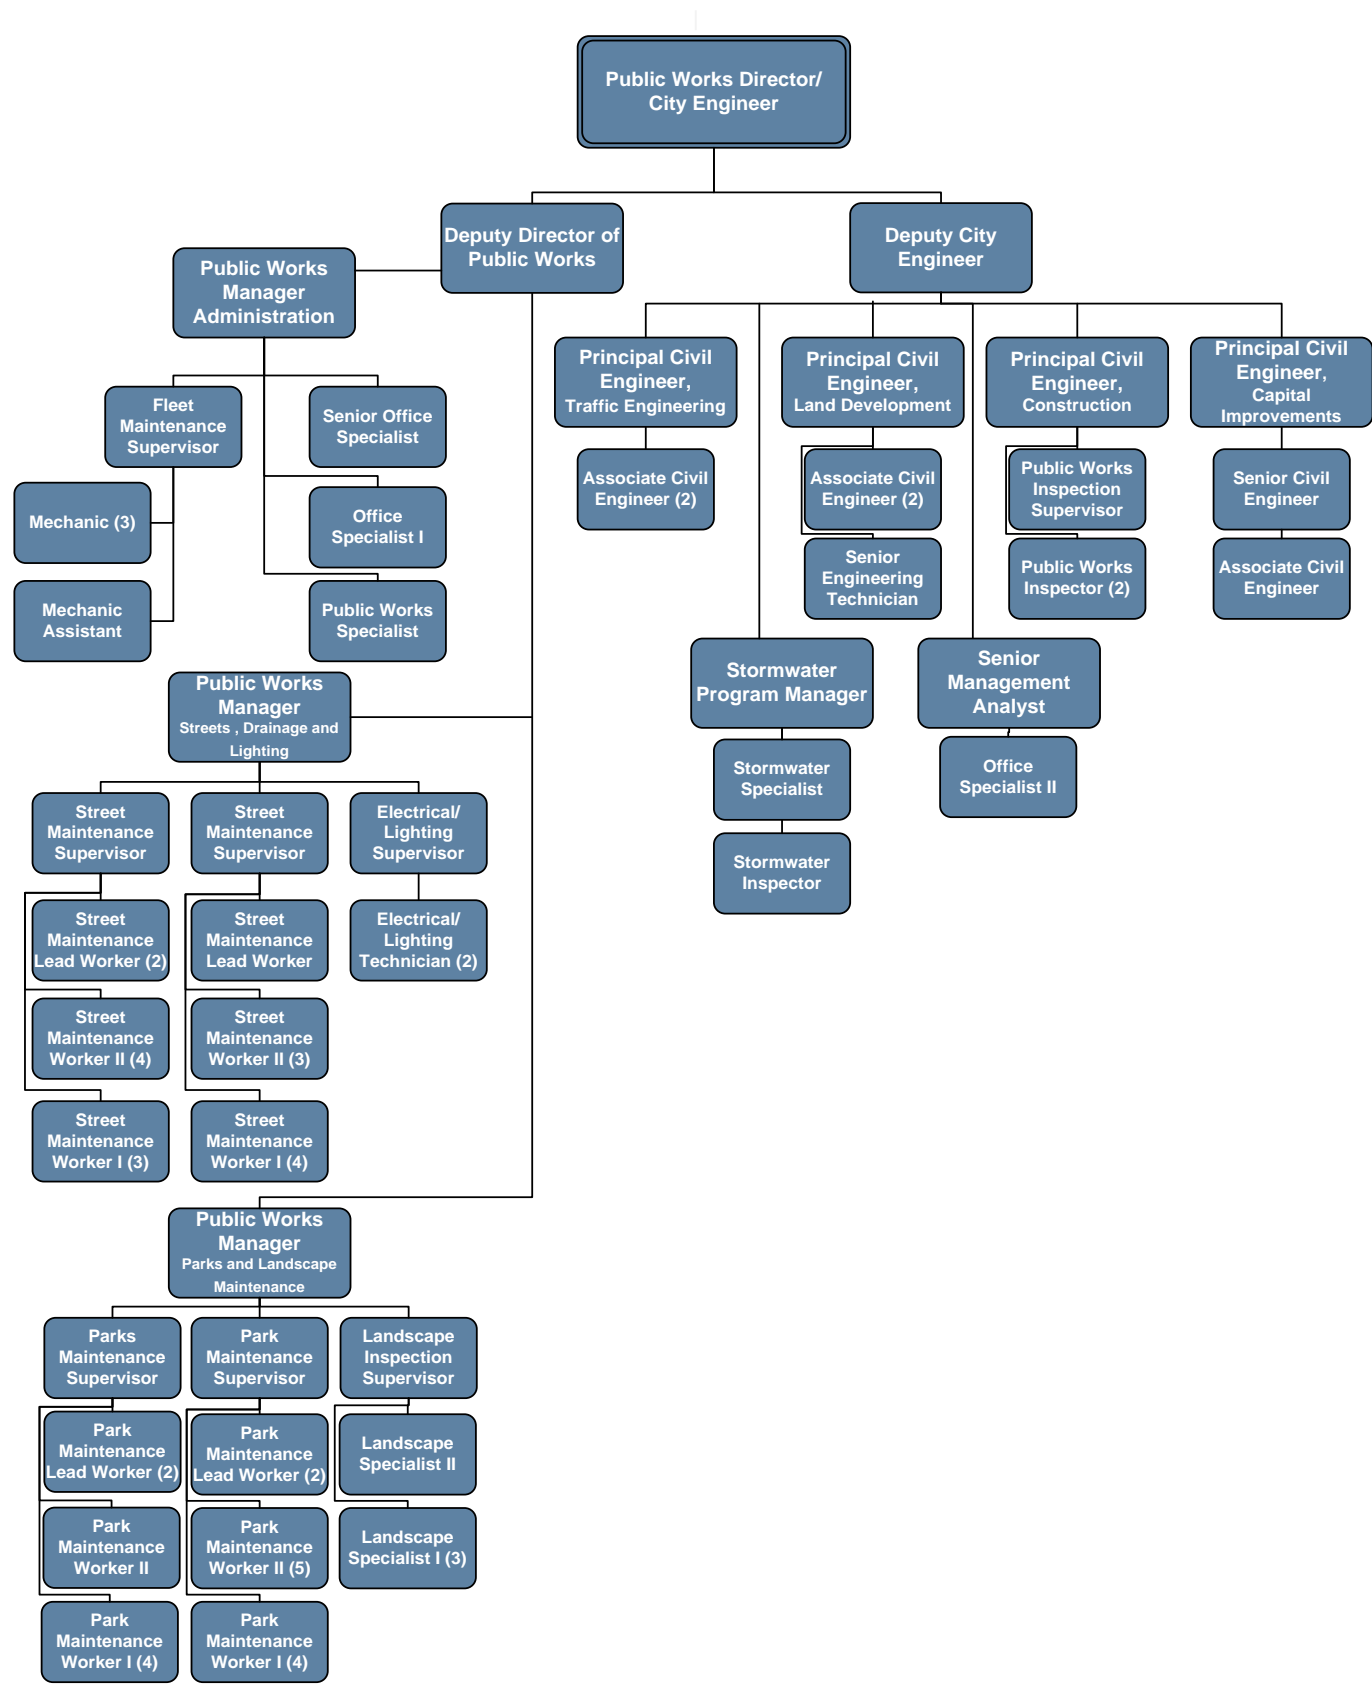 Public Works Director/
City Engineer
Deputy Director of
Public Works
Deputy City
Engineer
Public Works
Manager
Administration
Fleet
Maintenance
Supervisor
Senior Office
Specialist
Mechanic (3)
Office
Specialist I
Mechanic
Assistant
Public Works
Specialist
Principal Civil
Engineer,
Traffic Engineering
Principal Civil
Engineer,
Land Development
Principal Civil
Engineer,
Construction
Principal Civil
Engineer,
Capital
Improvements
Associate Civil
Engineer (2)
Associate Civil
Engineer (2)
Public Works
Inspection
Supervisor
Senior Civil
Engineer
Senior
Engineering
Technician
Public Works
Inspector (2)
Associate Civil
Engineer
Stormwater
Program Manager
Senior
Management
Analyst
Stormwater
Specialist
Office
Specialist II
Stormwater
Inspector
Public Works
Manager
Streets , Drainage and
Lighting
Street
Maintenance
Supervisor
Street
Maintenance
Supervisor
Electrical/
Lighting
Supervisor
Street
Maintenance
Lead Worker (2)
Street
Maintenance
Lead Worker
Electrical/
Lighting
Technician (2)
Street
Maintenance
Worker II (4)
Street
Maintenance
Worker II (3)
Street
Maintenance
Worker I (3)
Street
Maintenance
Worker I (4)
Public Works
Manager
Parks and Landscape
Maintenance
Parks
Maintenance
Supervisor
Park
Maintenance
Supervisor
Landscape
Inspection
Supervisor
Park
Maintenance
Lead Worker (2)
Park
Maintenance
Lead Worker (2)
Landscape
Specialist II
Park
Maintenance
Worker II
Park
Maintenance
Worker II (5)
Landscape
Specialist I (3)
Park
Maintenance
Worker I (4)
Park
Maintenance
Worker I (4)